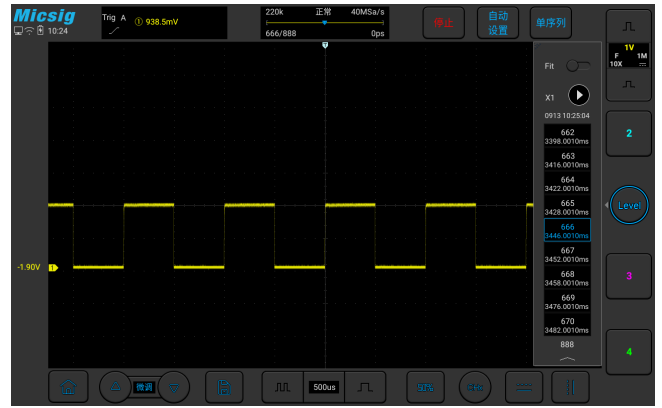 Micsig
10:24
Trig A ① 938.5mV
220k 正常 40MSa/s
666/888 0ps
停止
自动
设置
单序列
1V
F 1M
10X
T
Fit
X1
0913 10:25:04
662
3398.0010ms
663
3416.0010ms
664
3422.0010ms
665
3428.0010ms
666
3446.0010ms
667
3452.0010ms
668
3458.0010ms
669
3476.0010ms
670
3482.0010ms
888
2
Level
3
4
-1.90V
1
微调
500us
50%